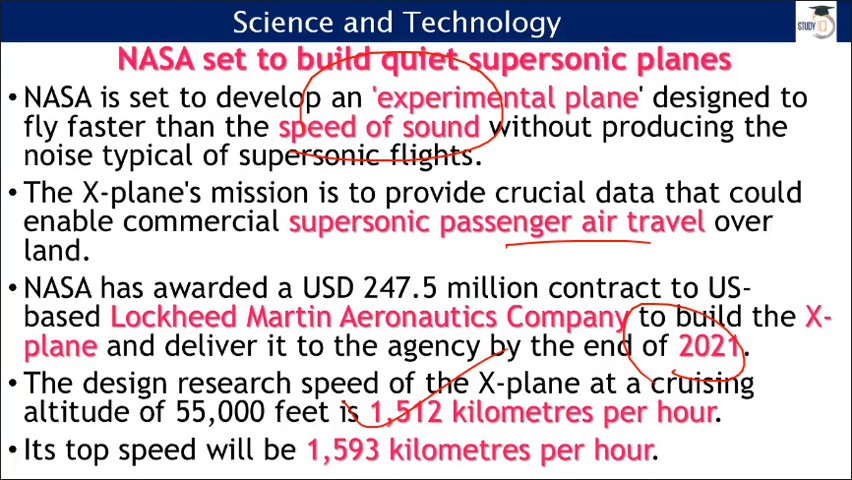 Science and Technology
STUDY IQ
NASA set to build quiet supersonic planes
• NASA is set to develop an 'experimental plane' designed to
fly faster than the speed of sound without producing the
noise typical of supersonic flights.
• The X-plane's mission is to provide crucial data that could
enable commercial supersonic passenger air travel over
land.
• NASA has awarded a USD 247.5 million contract to US-
based Lockheed Martin Aeronautics Company to build the X-
plane and deliver it to the agency by the end of 2021.
• The design research speed of the X-plane at a cruising
altitude of 55,000 feet is 1,512 kilometres per hour.
• Its top speed will be 1,593 kilometres per hour.